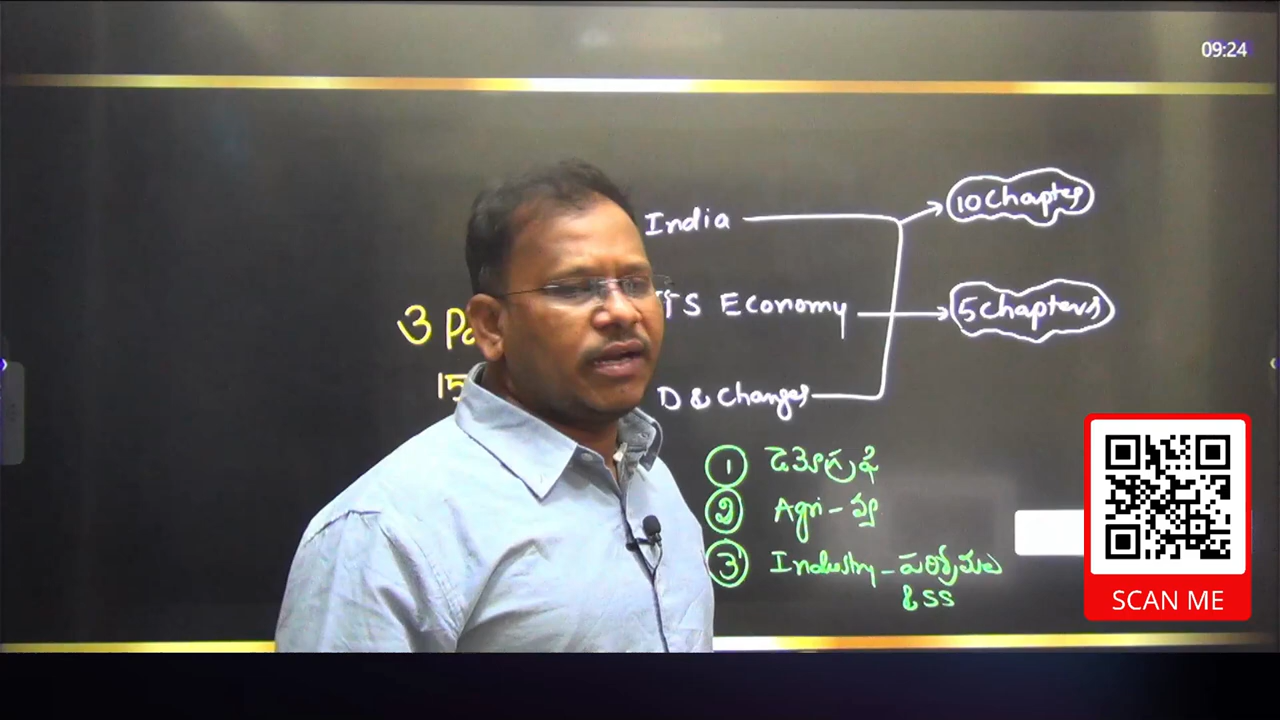 09:24
India
10 Chapters
TS Economy
5 Chapters
3
15
D & Changes
① డెమోగ్రఫి
② Agri - వ్య
③ Industry - పరిశ్రమలు
& SS
SCAN ME